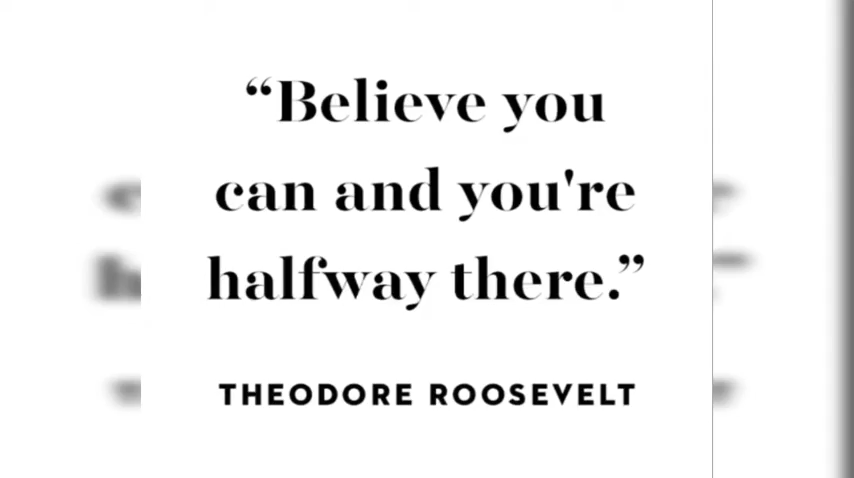 “Believe you
can and you're
halfway there.”
THEODORE ROOSEVELT